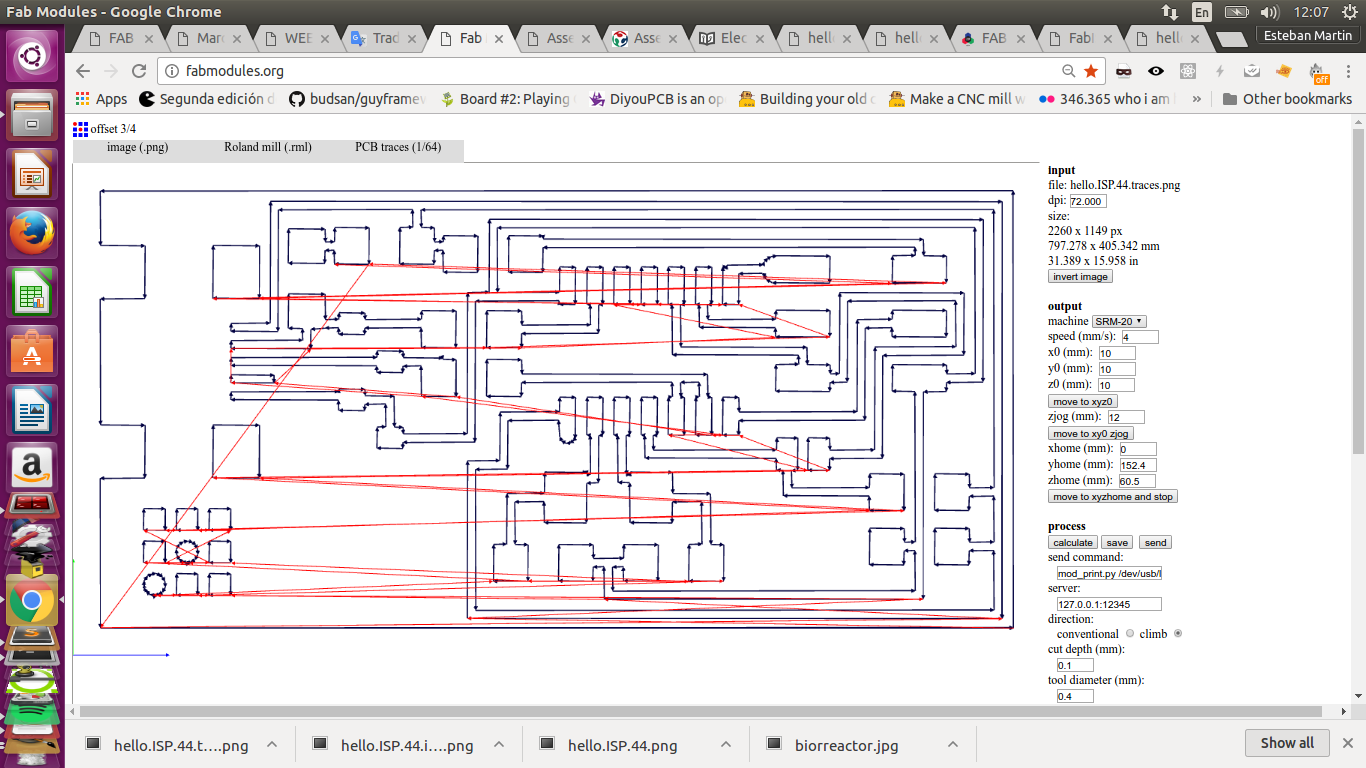 Fab Modules - Google Chrome
En
12:07
Esteban Martin
FAB
Mar
WEE
Trad
Fab
Asse
Asse
Elec
hell
hell
FAB
Fab
hell
fabmodules.org
Apps
Segunda edición d
budsan/guyframew
Board #2: Playing
DiyouPCB is an op
Building your old c
Make a CNC mill w
346.365 who i am
»
Other bookmarks
off
offset 3/4
image (.png)
Roland mill (.rml)
PCB traces (1/64)
input
file: hello.ISP.44.traces.png
dpi: 72.000
size:
2260 x 1149 px
797.278 x 405.342 mm
31.389 x 15.958 in
invert image
output
machine SRM-20
speed (mm/s): 4
x0 (mm): 10
y0 (mm): 10
z0 (mm): 10
move to xyz0
zjog (mm): 12
move to xy0 zjog
xhome (mm): 0
yhome (mm): 152.4
zhome (mm): 60.5
move to xyzhome and stop
process
calculate save send
send command:
mod_print.py /dev/usb/l
server:
127.0.0.1:12345
direction:
conventional climb
cut depth (mm):
0.1
tool diameter (mm):
0.4
hello.ISP.44.t....png
hello.ISP.44.i....png
hello.ISP.44.png
biorreactor.jpg
Show all